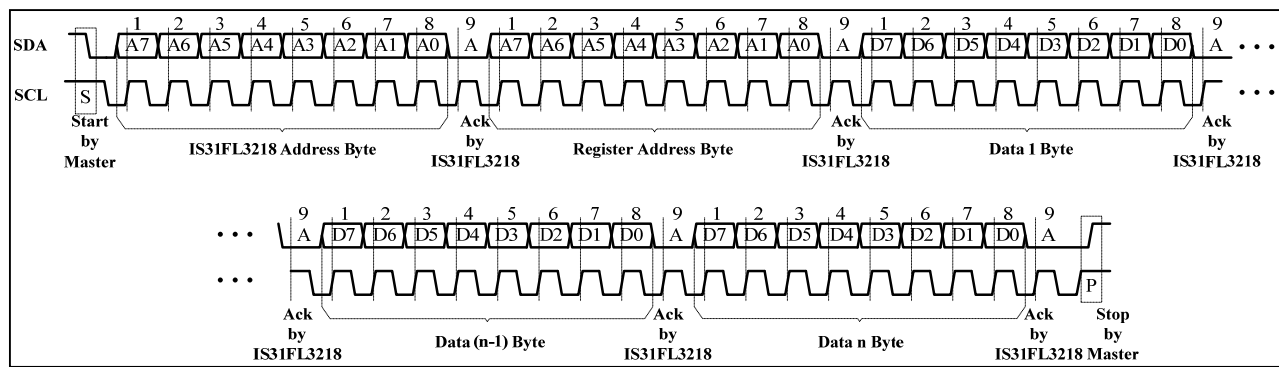 1 2 3 4 5 6 7 8 9 1 2 3 4 5 6 7 8 9 1 2 3 4 5 6 7 8 9
SDA A7 A6 A5 A4 A3 A2 A1 A0 A A7 A6 A5 A4 A3 A2 A1 A0 A D7 D6 D5 D4 D3 D2 D1 D0 A • • •
SCL S • • •
Start by Master
IS31FL3218 Address Byte
Ack by IS31FL3218
Register Address Byte
Ack by IS31FL3218
Data 1 Byte
Ack by IS31FL3218
9 1 2 3 4 5 6 7 8 9 1 2 3 4 5 6 7 8 9
• • • A D7 D6 D5 D4 D3 D2 D1 D0 A D7 D6 D5 D4 D3 D2 D1 D0 A
• • • P
Ack by IS31FL3218
Data (n-1) Byte
Ack by IS31FL3218
Data n Byte
Ack by IS31FL3218
Stop by Master